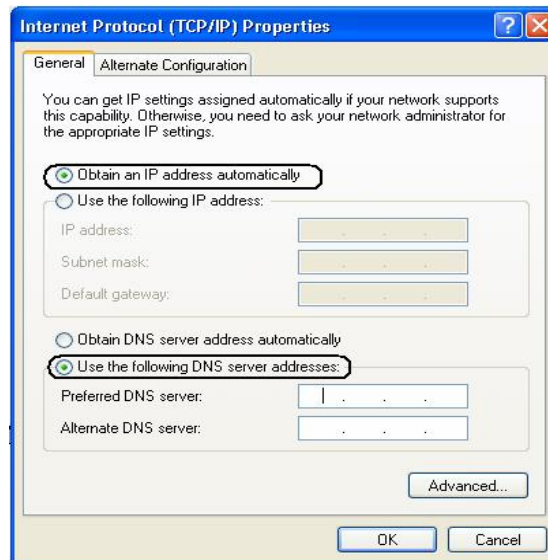 Internet Protocol (TCP/IP) Properties
General
Alternate Configuration
You can get IP settings assigned automatically if your network supports
this capability. Otherwise, you need to ask your network administrator for
the appropriate IP settings.
Obtain an IP address automatically
Use the following IP address:
IP address:
Subnet mask:
Default gateway:
Obtain DNS server address automatically
Use the following DNS server addresses:
Preferred DNS server:
Alternate DNS server:
Advanced...
OK
Cancel